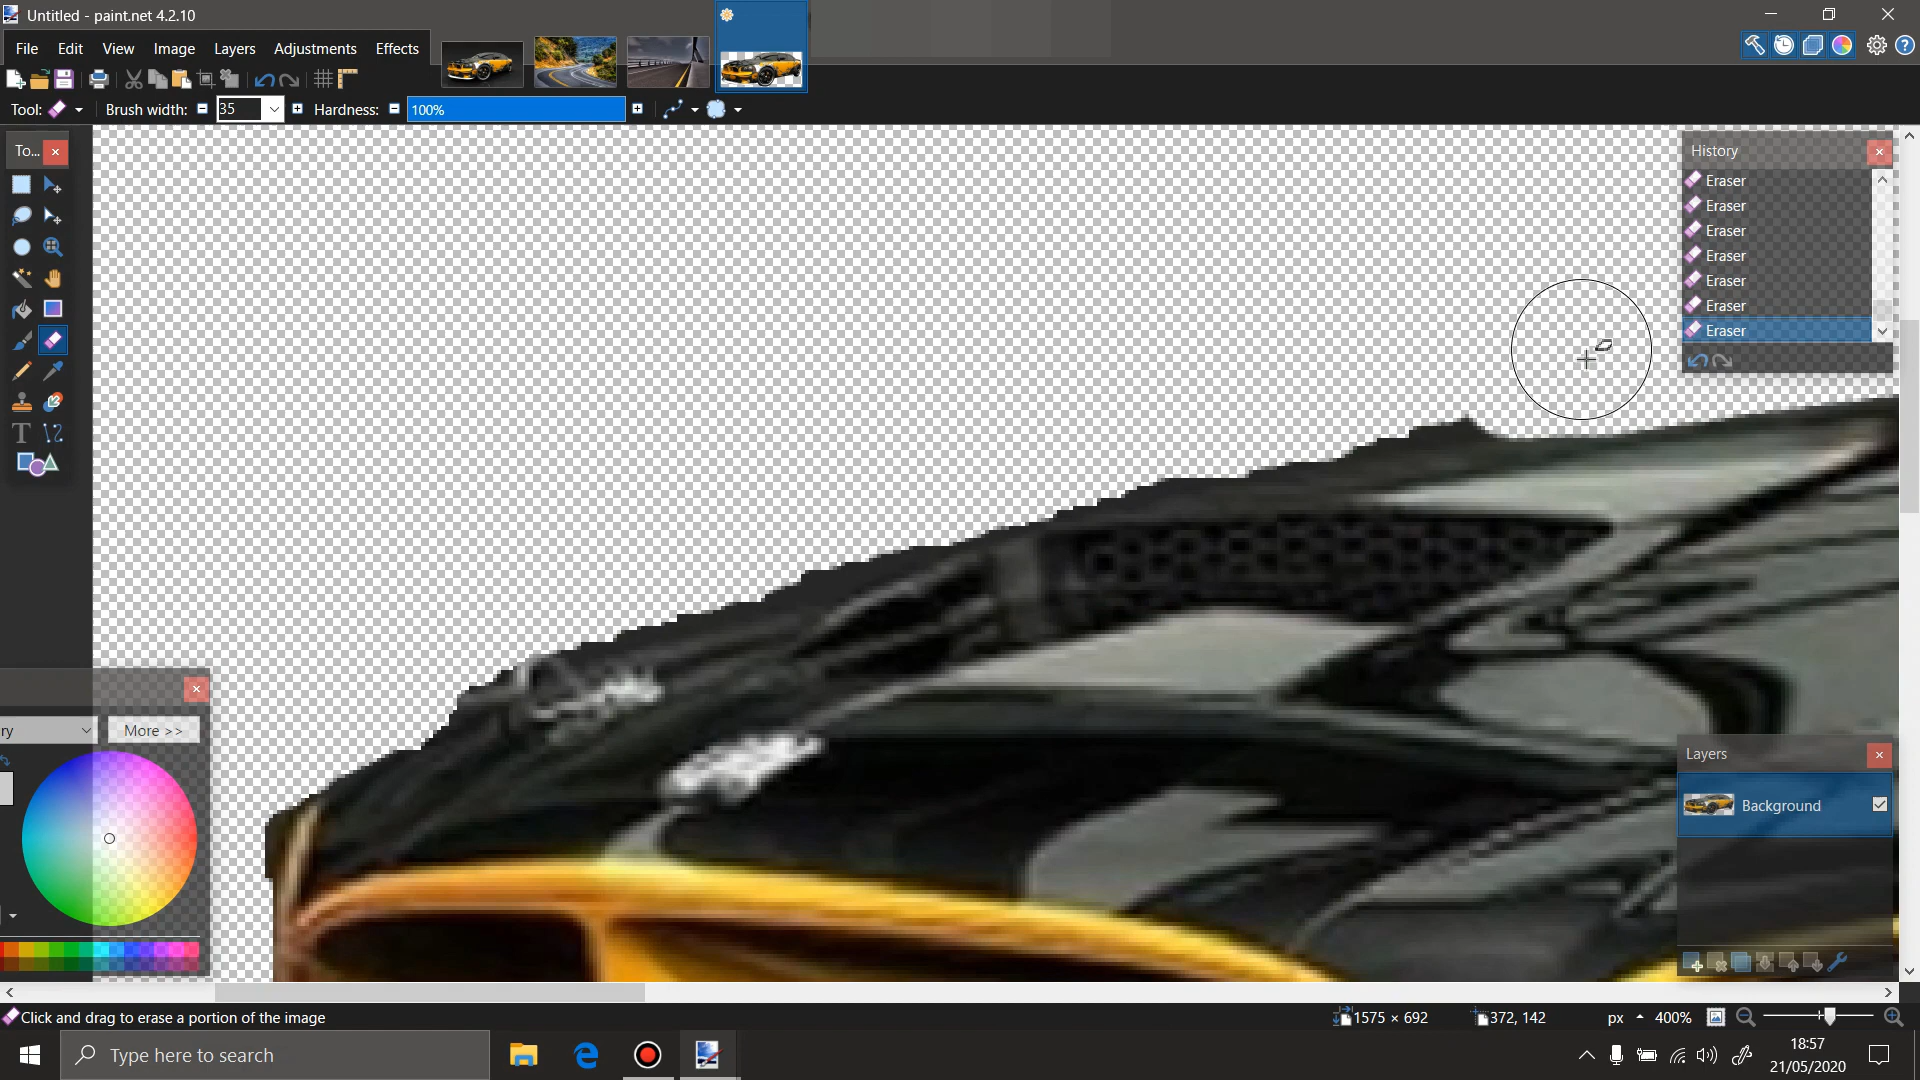 Untitled - paint.net 4.2.10
File Edit View Image Layers Adjustments Effects
Tool: Brush width: 35 Hardness: 100%
To...
History
Eraser
Eraser
Eraser
Eraser
Eraser
Eraser
Eraser
ry More >>
Layers
Background
Click and drag to erase a portion of the image 1575 × 692 372, 142 px 400%
Type here to search
18:57
21/05/2020